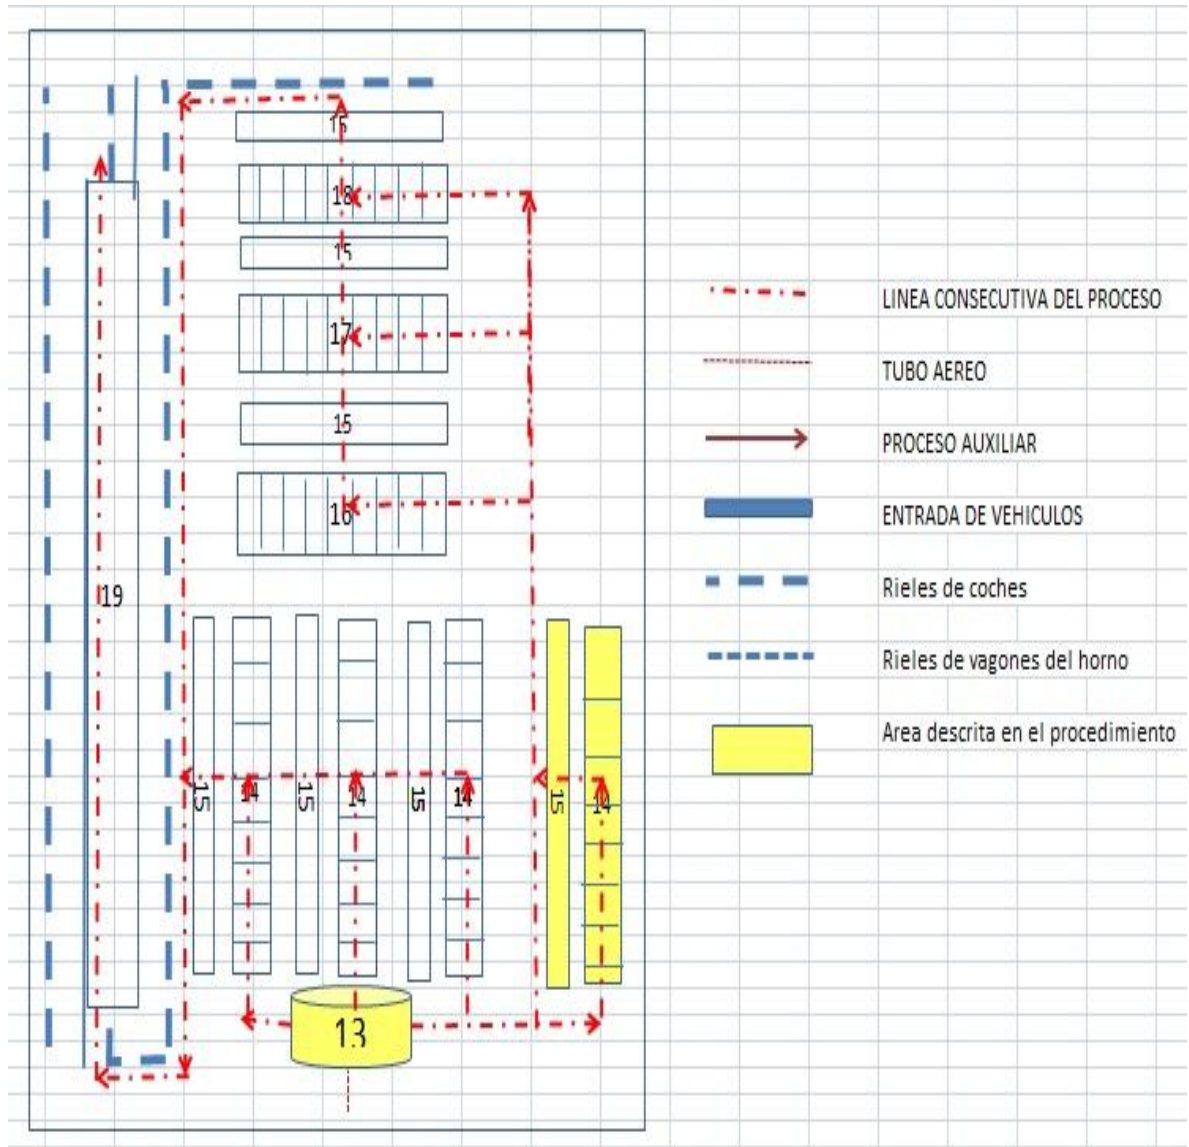 15
18
15
17
15
16
19
15
14
15
14
15
14
15
14
13
LINEA CONSECUTIVA DEL PROCESO
TUBO AEREO
PROCESO AUXILIAR
ENTRADA DE VEHICULOS
Rieles de coches
Rieles de vagones del horno
Area descrita en el procedimiento